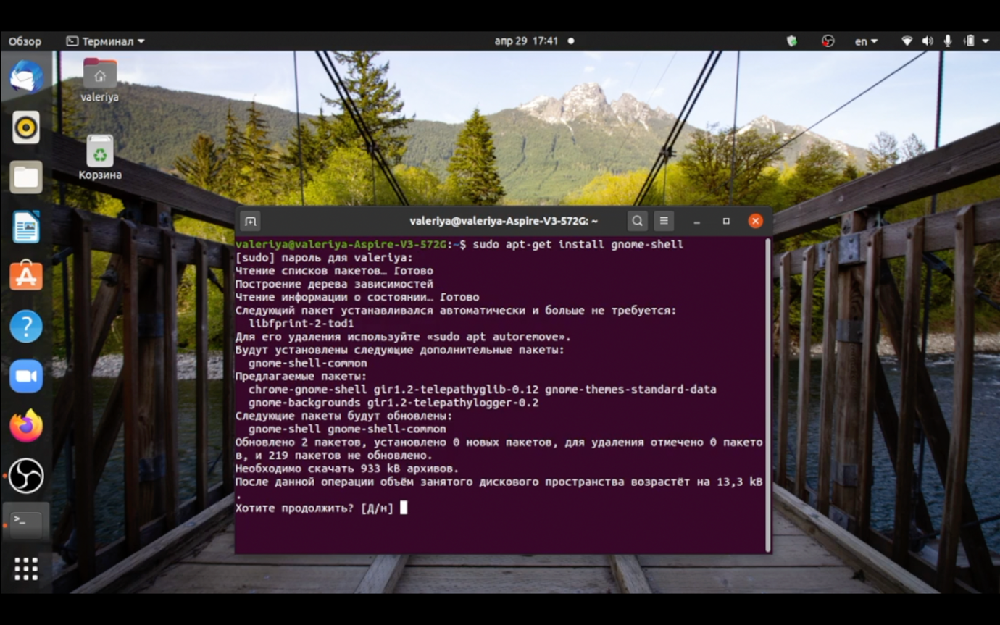 Обзор
Терминал
апр 29 17:41
en
valeriya
Корзина
valeriya@valeriya-Aspire-V3-572G: ~
valeriya@valeriya-Aspire-V3-572G:~$ sudo apt-get install gnome-shell
[sudo] пароль для valeriya:
Чтение списков пакетов… Готово
Построение дерева зависимостей
Чтение информации о состоянии… Готово
Следующий пакет устанавливался автоматически и больше не требуется:
libfprint-2-tod1
Для его удаления используйте «sudo apt autoremove».
Будут установлены следующие дополнительные пакеты:
gnome-shell-common
Предлагаемые пакеты:
chrome-gnome-shell gir1.2-telepathyglib-0.12 gnome-themes-standard-data
gnome-backgrounds gir1.2-telepathylogger-0.2
Следующие пакеты будут обновлены:
gnome-shell gnome-shell-common
Обновлено 2 пакетов, установлено 0 новых пакетов, для удаления отмечено 0 пакето
в, и 219 пакетов не обновлено.
Необходимо скачать 933 kB архивов.
После данной операции объём занятого дискового пространства возрастёт на 13,3 kB
.
Хотите продолжить? [Д/н]